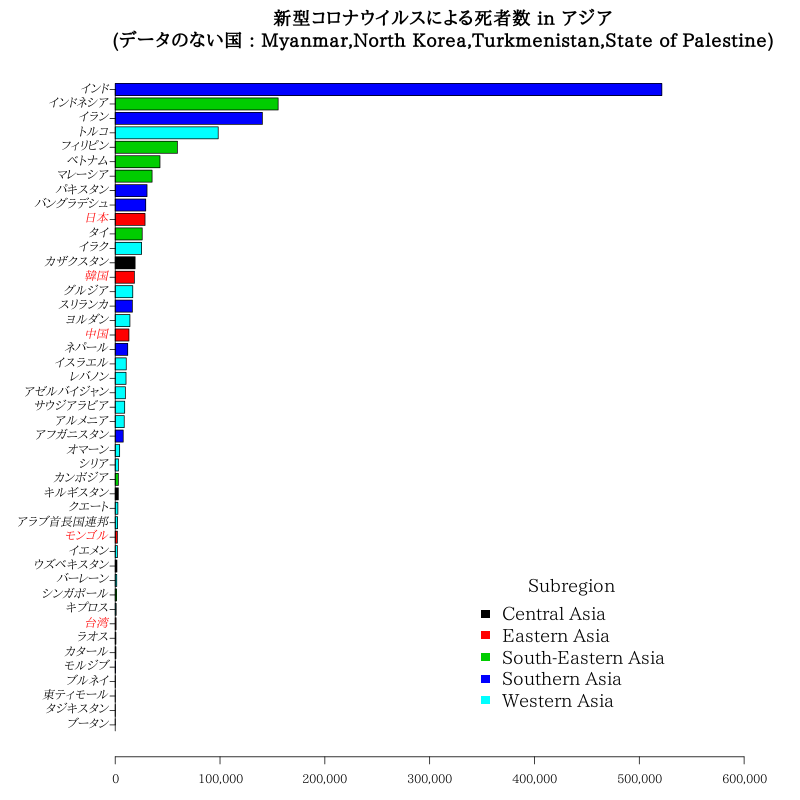 新型コロナウイルスによる死者数 in アジア
(データのない国 : Myanmar,North Korea,Turkmenistan,State of Palestine)
インド
インドネシア
イラン
トルコ
フィリピン
ベトナム
マレーシア
パキスタン
バングラデシュ
日本
タイ
イラク
カザクスタン
韓国
グルジア
スリランカ
ヨルダン
中国
ネパール
イスラエル
レバノン
アゼルバイジャン
サウジアラビア
アルメニア
アフガニスタン
オマーン
シリア
カンボジア
キルギスタン
クエート
アラブ首長国連邦
モンゴル
イエメン
ウズベキスタン
バーレーン
シンガポール
キプロス
台湾
ラオス
カタール
モルジブ
ブルネイ
東ティモール
タジキスタン
ブータン
Subregion
Central Asia
Eastern Asia
South-Eastern Asia
Southern Asia
Western Asia
0 100,000 200,000 300,000 400,000 500,000 600,000